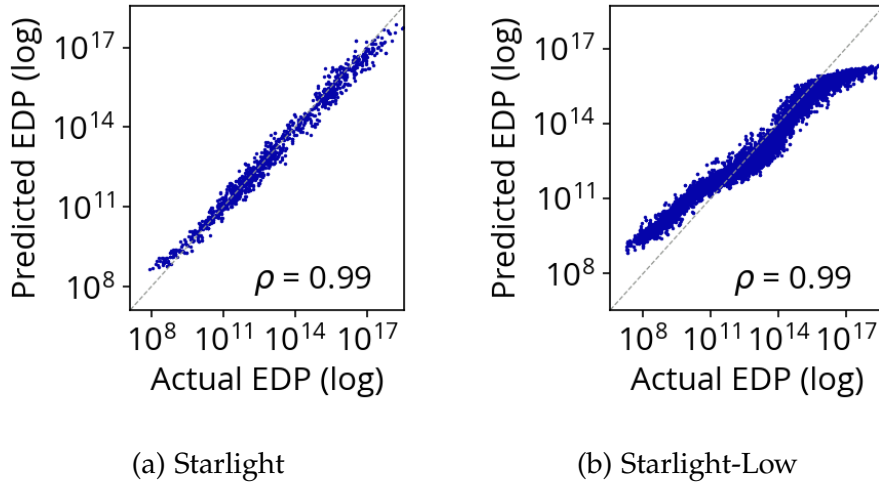 Predicted EDP (log)
10^17
10^14
10^11
10^8
ρ = 0.99
10^8 10^11 10^14 10^17
Actual EDP (log)
(a) Starlight
Predicted EDP (log)
10^17
10^14
10^11
10^8
ρ = 0.99
10^8 10^11 10^14 10^17
Actual EDP (log)
(b) Starlight-Low